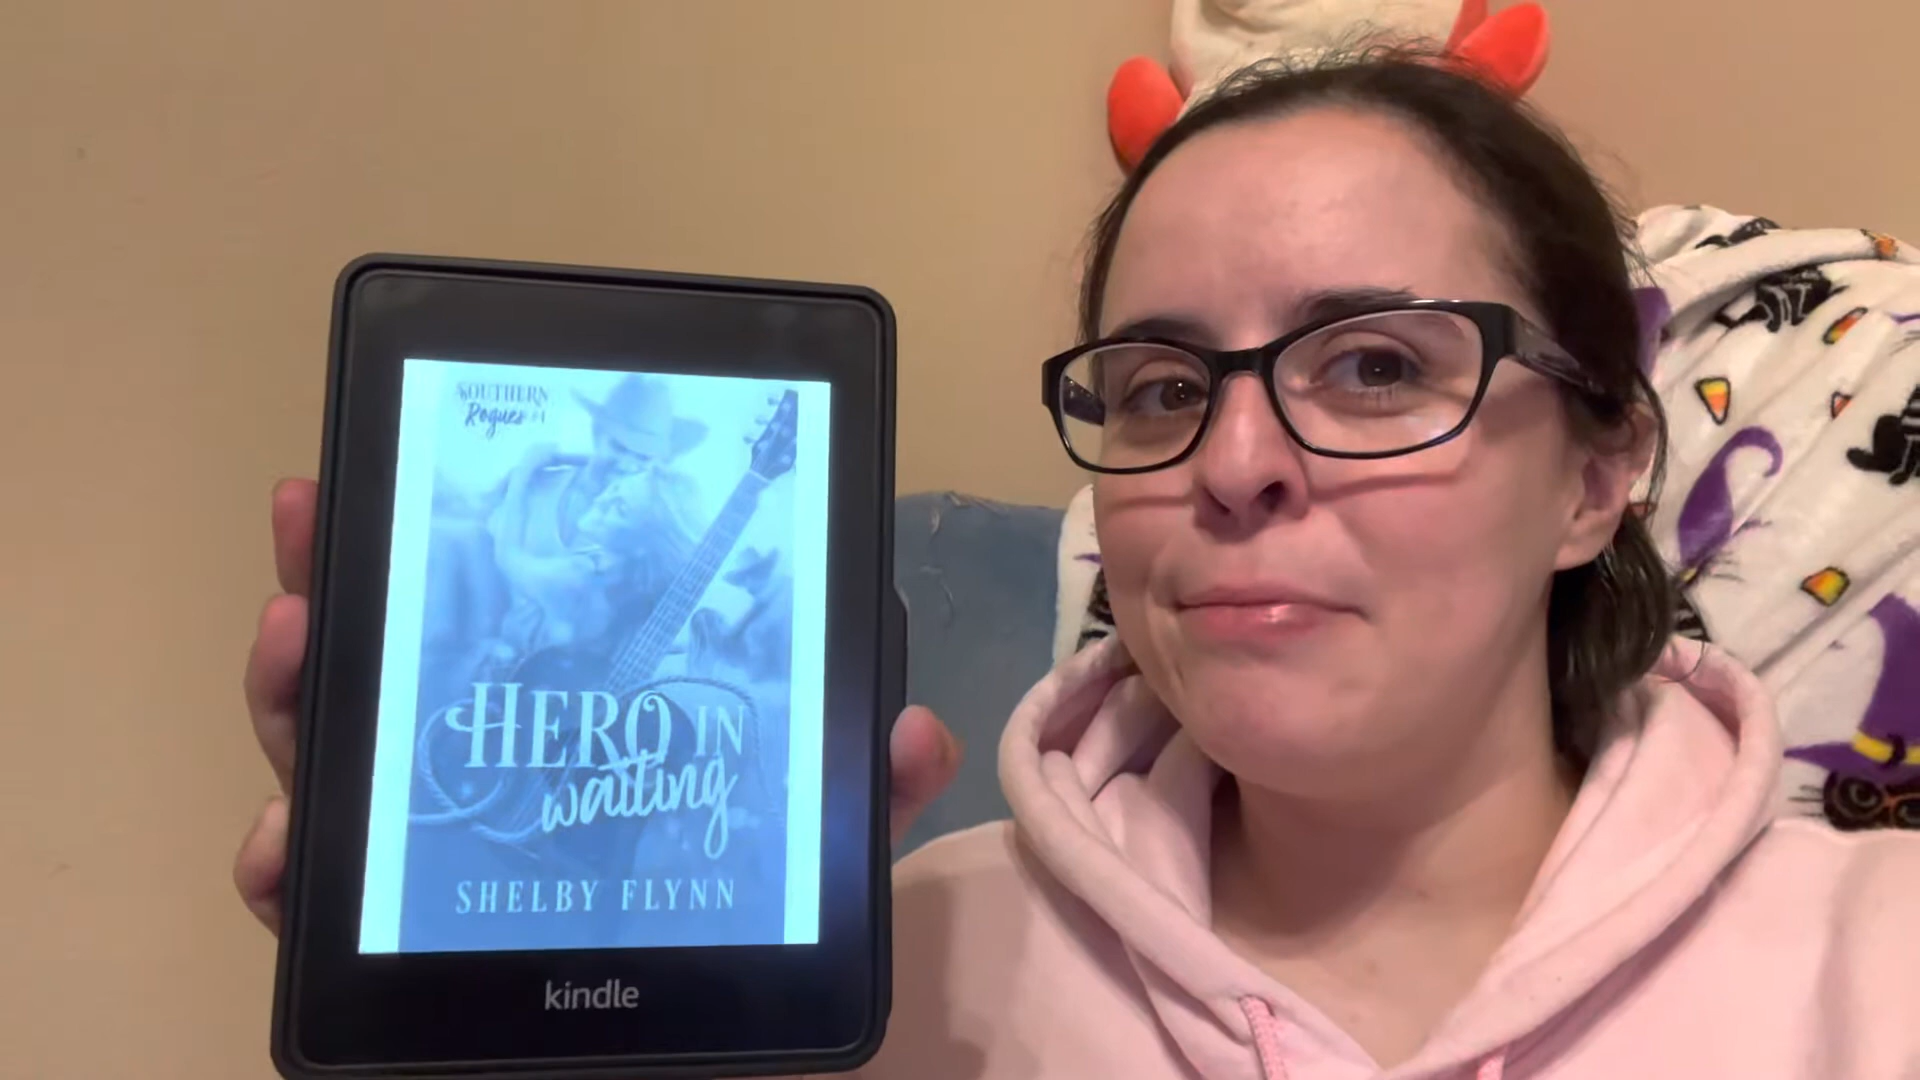 SOUTHERN
Rogues #1
HERO IN
waiting
SHELBY FLYNN
kindle